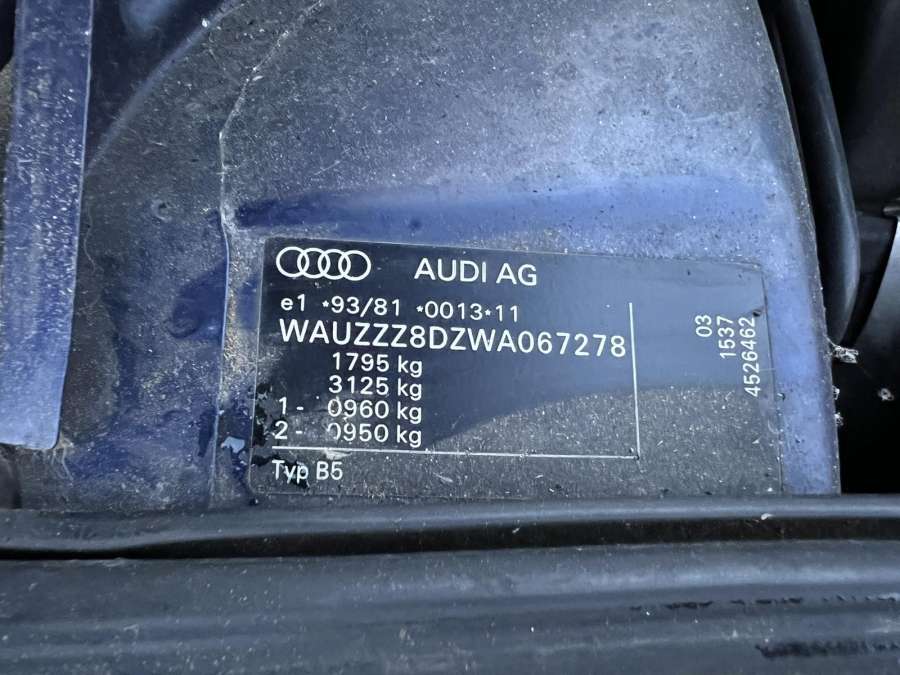 AUDI AG
e1 *93/81 *0013*11
WAUZZZ8DZWA067278
1795 kg
3125 kg
1- 0960 kg
2- 0950 kg
Typ B5
03
1537
4526462